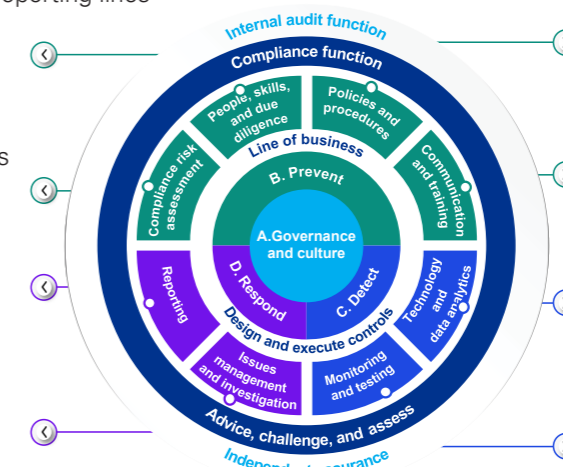 eporting lines
s
Internal audit function
Compliance function
People, skills,
and due
diligence
Policies and
procedures
Line of business
Compliance risk
assessment
Communication
and training
B. Prevent
A.Governance
and culture
D. Respond
C. Detect
Reporting
Technology
and
data analytics
Design and execute controls
Issues
management
and investigation
Monitoring
and testing
Advice, challenge, and assess